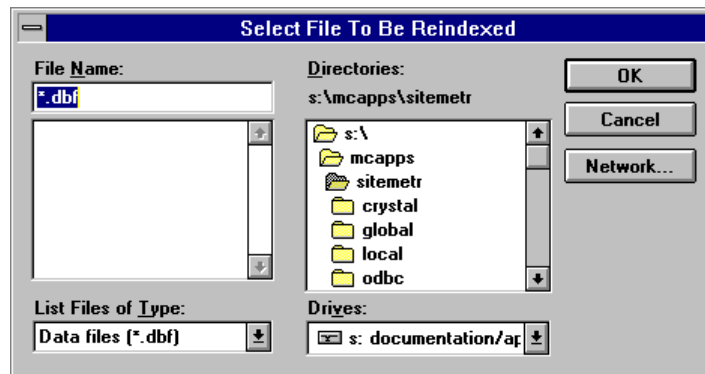 Select File To Be Reindexed
File Name:
*.dbf
Directories:
s:\mcapps\sitemetr
s:\
mcapps
sitemetr
crystal
global
local
odbc
OK
Cancel
Network...
List Files of Type:
Data files (*.dbf)
Drives:
s: documentation/ap